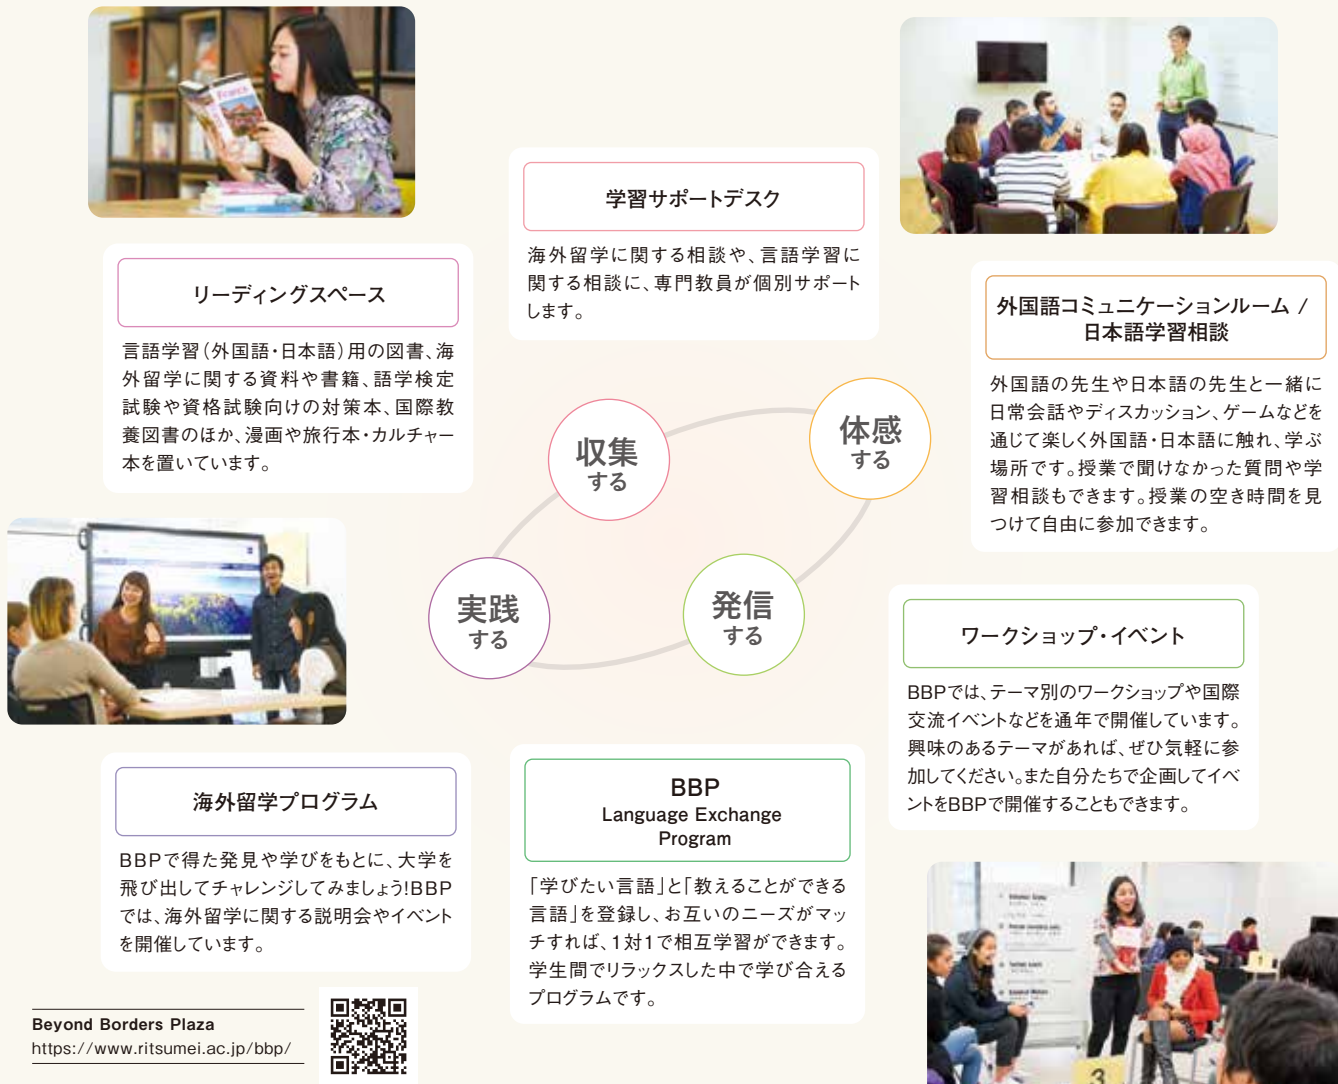 France
リーディングスペース
言語学習（外国語・日本語）用の図書、海
外留学に関する資料や書籍、語学検定
試験や資格試験向けの対策本、国際教
養図書のほか、漫画や旅行本・カルチャー
本を置いています。
学習サポートデスク
海外留学に関する相談や、言語学習に
関する相談に、専門教員が個別サポート
します。
外国語コミュニケーションルーム /
日本語学習相談
外国語の先生や日本語の先生と一緒に
日常会話やディスカッション、ゲームなどを
通じて楽しく外国語・日本語に触れ、学ぶ
場所です。授業で聞けなかった質問や学
習相談もできます。授業の空き時間を見
つけて自由に参加できます。
収集
する
体感
する
実践
する
発信
する
ワークショップ・イベント
BBPでは、テーマ別のワークショップや国際
交流イベントなどを通年で開催しています。
興味のあるテーマがあれば、ぜひ気軽に参
加してください。また自分たちで企画してイベ
ントをBBPで開催することもできます。
海外留学プログラム
BBPで得た発見や学びをもとに、大学を
飛び出してチャレンジしてみましょう!BBP
では、海外留学に関する説明会やイベント
を開催しています。
BBP
Language Exchange
Program
「学びたい言語」と「教えることができる
言語」を登録し、お互いのニーズがマッ
チすれば、1対1で相互学習ができます。
学生間でリラックスした中で学び合える
プログラムです。
Beyond Borders Plaza
https://www.ritsumei.ac.jp/bbp/
1
3